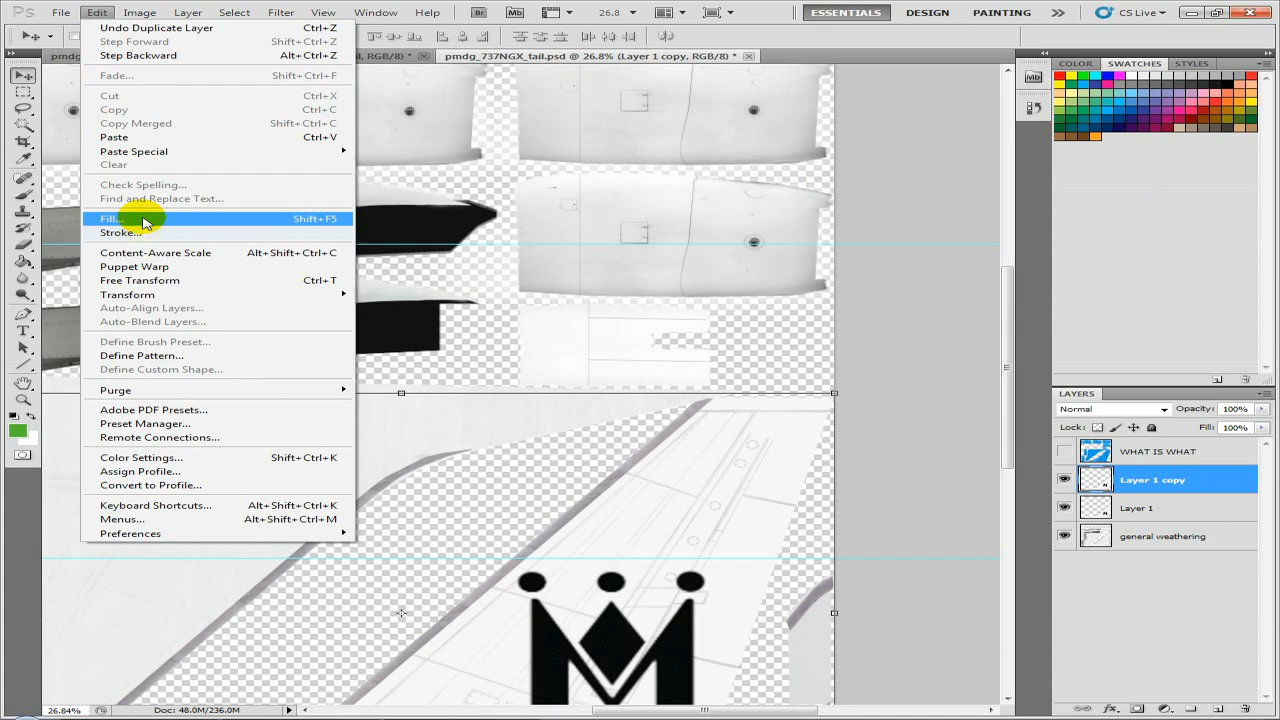 Ps File Edit Image Layer Select Filter View Window Help Br Mb 26.8 ESSENTIALS DESIGN PAINTING CS Live
pmdg , RGB/8) * pmdg_737NGX_tail.psd @ 26.8% (Layer 1 copy, RGB/8) *
Undo Duplicate Layer Ctrl+Z
Step Forward Shift+Ctrl+Z
Step Backward Alt+Ctrl+Z
Fade... Shift+Ctrl+F
Cut Ctrl+X
Copy Ctrl+C
Copy Merged Shift+Ctrl+C
Paste Ctrl+V
Paste Special
Clear
Check Spelling...
Find and Replace Text...
Fill... Shift+F5
Stroke...
Content-Aware Scale Alt+Shift+Ctrl+C
Puppet Warp
Free Transform Ctrl+T
Transform
Auto-Align Layers...
Auto-Blend Layers...
Define Brush Preset...
Define Pattern...
Define Custom Shape...
Purge
Adobe PDF Presets...
Preset Manager...
Remote Connections...
Color Settings... Shift+Ctrl+K
Assign Profile...
Convert to Profile...
Keyboard Shortcuts... Alt+Shift+Ctrl+K
Menus... Alt+Shift+Ctrl+M
Preferences
COLOR SWATCHES STYLES
Mb
LAYERS
Normal Opacity: 100%
Lock: Fill: 100%
WHAT IS WHAT
Layer 1 copy
Layer 1
general weathering
M
26.84% Doc: 48.0M/236.0M